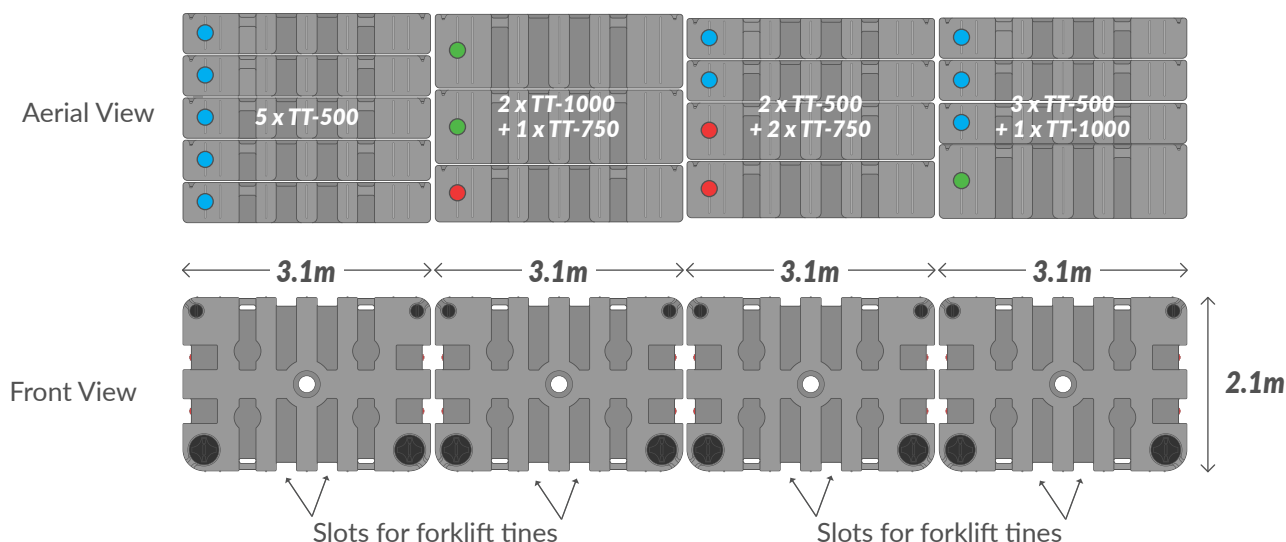 Aerial View
5 x TT-500
2 x TT-1000
+ 1 x TT-750
2 x TT-500
+ 2 x TT-750
3 x TT-500
+ 1 x TT-1000
3.1m
3.1m
3.1m
3.1m
Front View
2.1m
Slots for forklift tines
Slots for forklift tines